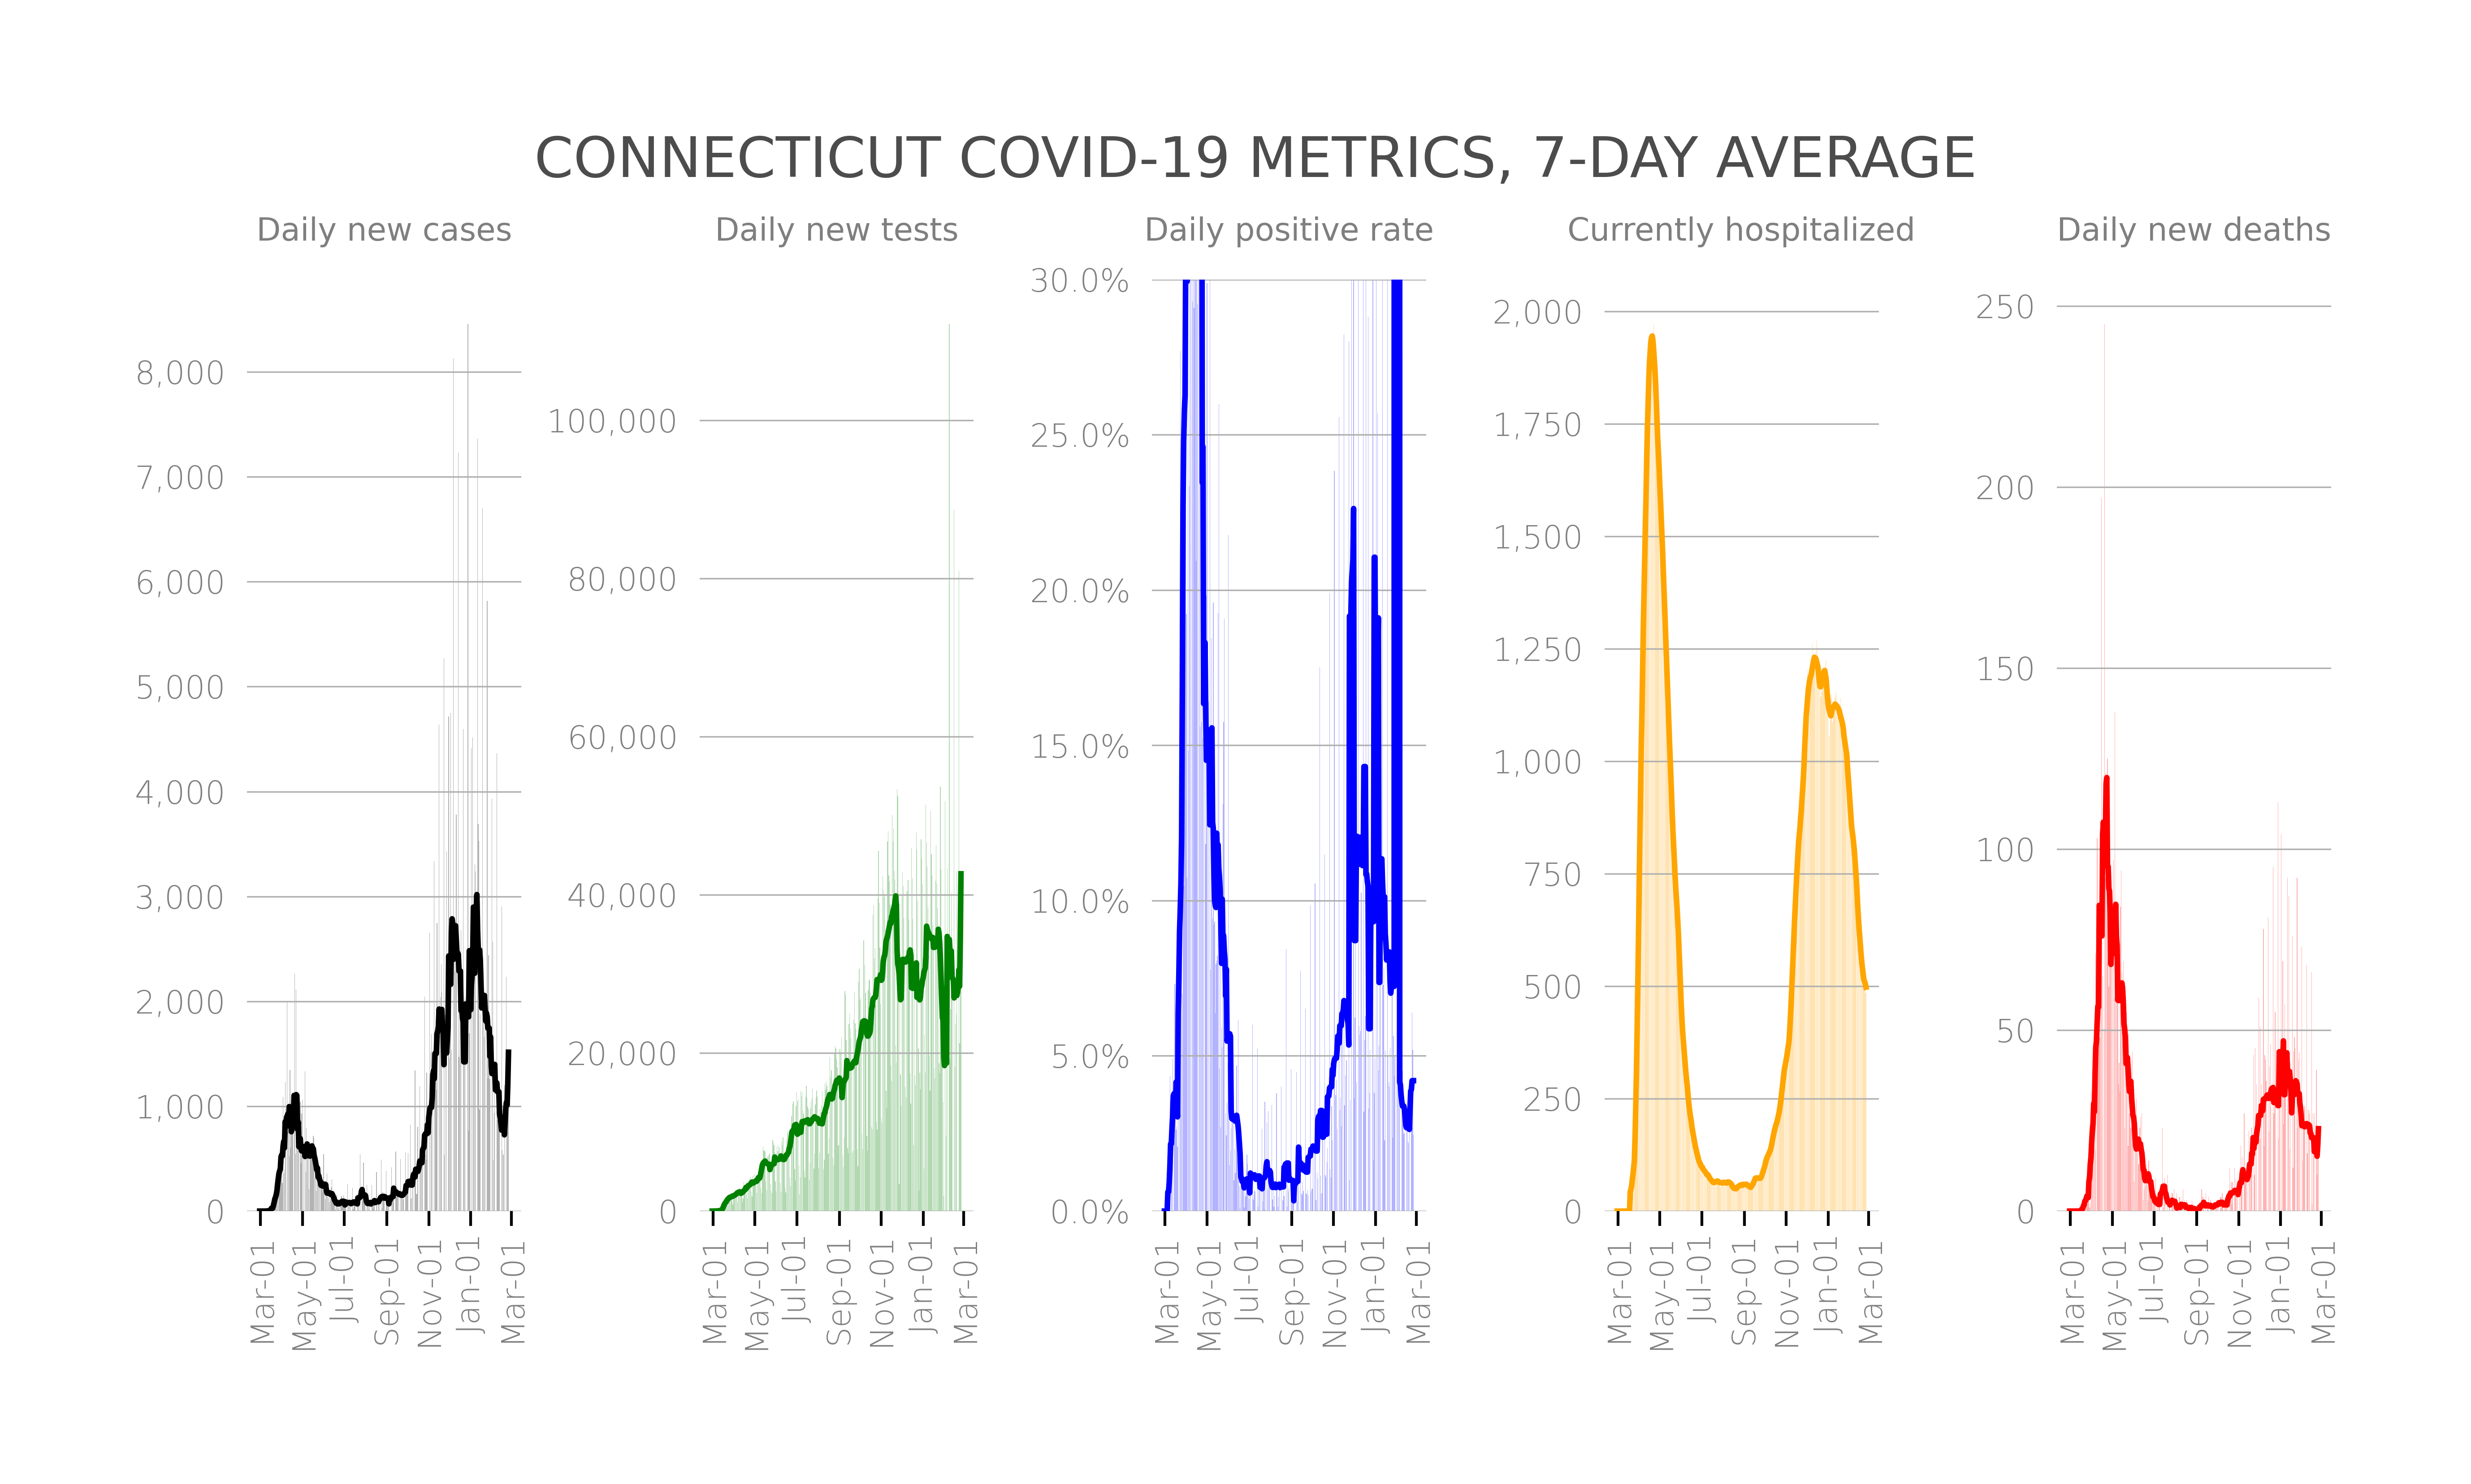 CONNECTICUT COVID-19 METRICS, 7-DAY AVERAGE
Daily new cases
8,000
7,000
6,000
5,000
4,000
3,000
2,000
1,000
0
Mar-01
May-01
Jul-01
Sep-01
Nov-01
Jan-01
Mar-01
Daily new tests
100,000
80,000
60,000
40,000
20,000
0
Mar-01
May-01
Jul-01
Sep-01
Nov-01
Jan-01
Mar-01
Daily positive rate
30.0%
25.0%
20.0%
15.0%
10.0%
5.0%
0.0%
Mar-01
May-01
Jul-01
Sep-01
Nov-01
Jan-01
Mar-01
Currently hospitalized
2,000
1,750
1,500
1,250
1,000
750
500
250
0
Mar-01
May-01
Jul-01
Sep-01
Nov-01
Jan-01
Mar-01
Daily new deaths
250
200
150
100
50
0
Mar-01
May-01
Jul-01
Sep-01
Nov-01
Jan-01
Mar-01